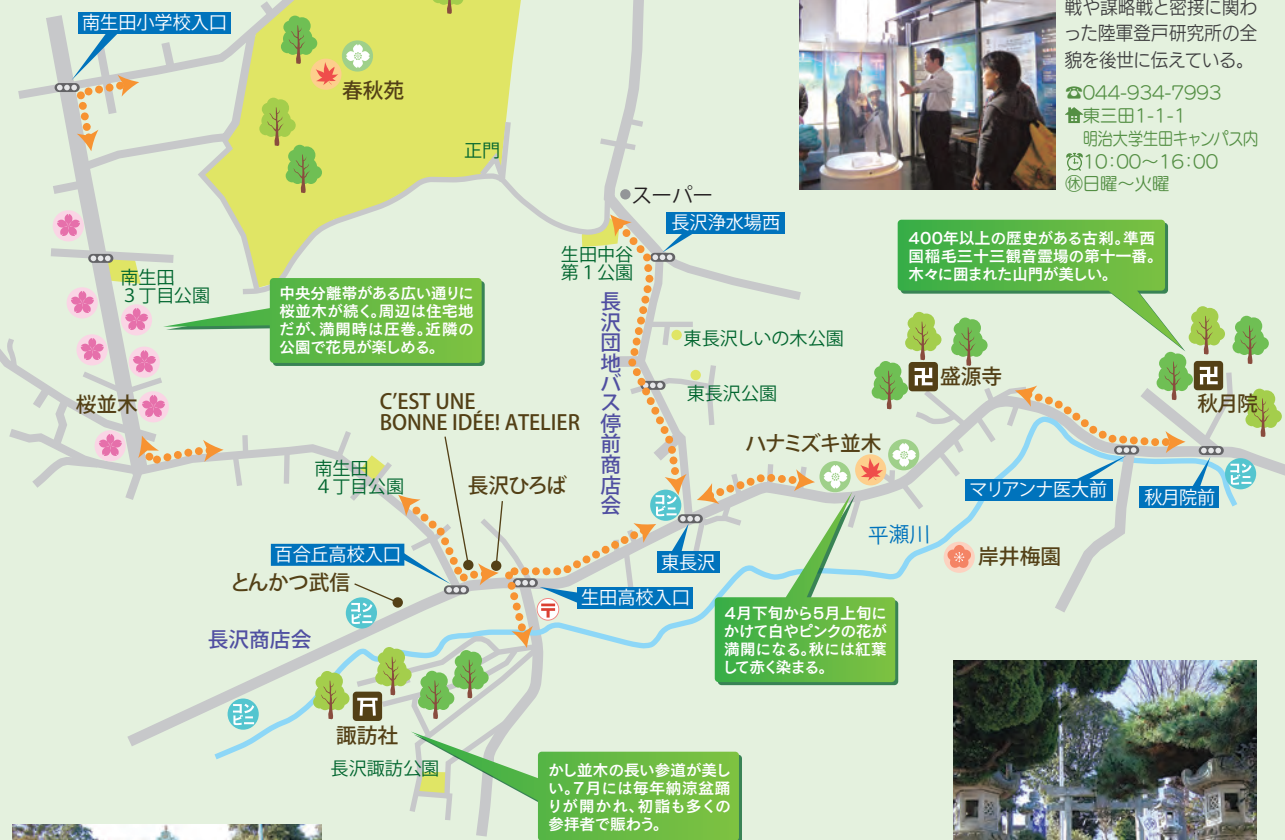 南生田小学校入口
春秋苑
正門
戦や謀略戦と密接に関わ
った陸軍登戸研究所の全
貌を後世に伝えている。
☎044-934-7993
東三田1-1-1
明治大学生田キャンパス内
10:00〜16:00
休日曜〜火曜
スーパー
長沢浄水場西
生田中谷
第1公園
400年以上の歴史がある古刹。準西
国稲毛三十三観音霊場の第十一番。
木々に囲まれた山門が美しい。
南生田
3丁目公園
中央分離帯がある広い通りに
桜並木が続く。周辺は住宅地
だが、満開時は圧巻。近隣の
公園で花見が楽しめる。
長沢団地バス停前商店会
東長沢しいの木公園
東長沢公園
卍盛源寺
卍
秋月院
桜並木
C'EST UNE
BONNE IDÉE! ATELIER
ハナミズキ並木
南生田
4丁目公園
長沢ひろば
コンビニ
マリアンナ医大前
秋月院前
コンビニ
平瀬川
岸井梅園
百合丘高校入口
東長沢
とんかつ武信
生田高校入口
コンビニ
〒
長沢商店会
4月下旬から5月上旬に
かけて白やピンクの花が
満開になる。秋には紅葉
して赤く染まる。
コンビニ
諏訪社
長沢諏訪公園
かし並木の長い参道が美し
い。7月には毎年納涼盆踊
りが開かれ、初詣も多くの
参拝者で賑わう。